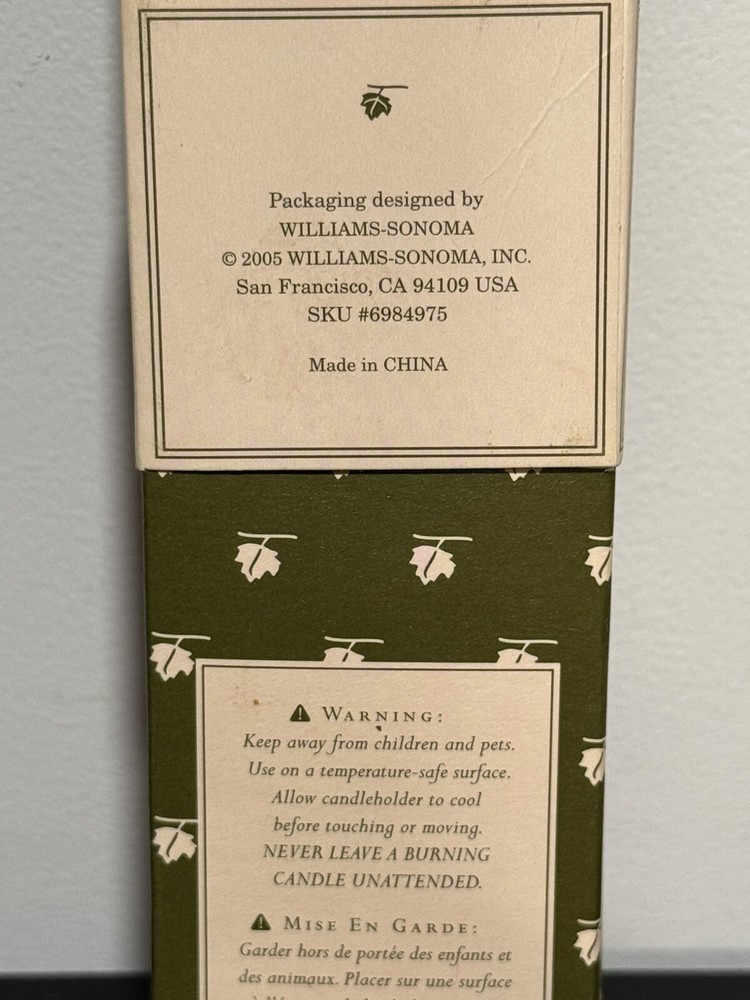 Packaging designed by
WILLIAMS-SONOMA
© 2005 WILLIAMS-SONOMA, INC.
San Francisco, CA 94109 USA
SKU #6984975
Made in CHINA
WARNING:
Keep away from children and pets.
Use on a temperature-safe surface.
Allow candleholder to cool
before touching or moving.
NEVER LEAVE A BURNING
CANDLE UNATTENDED.
MISE EN GARDE:
Garder hors de portée des enfants et
des animaux. Placer sur une surface